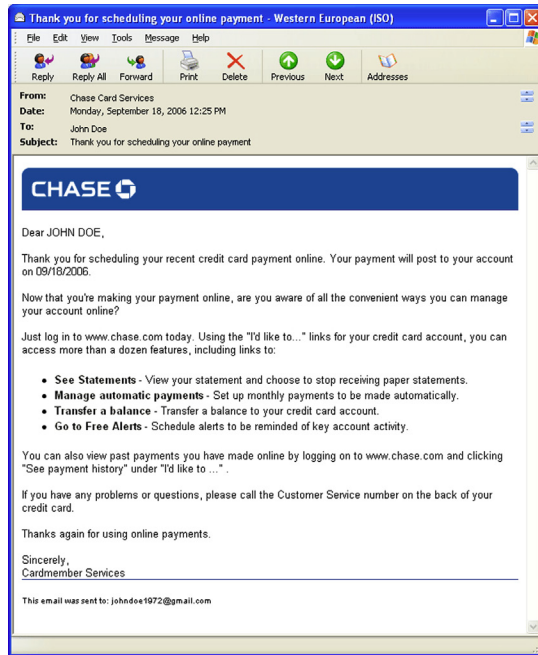 Thank you for scheduling your online payment - Western European (ISO)
File Edit View Tools Message Help
Reply Reply All Forward Print Delete Previous Next Addresses
From: Chase Card Services
Date: Monday, September 18, 2006 12:25 PM
To: John Doe
Subject: Thank you for scheduling your online payment
CHASE
Dear JOHN DOE,
Thank you for scheduling your recent credit card payment online. Your payment will post to your account
on 09/18/2006.
Now that you're making your payment online, are you aware of all the convenient ways you can manage
your account online?
Just log in to www.chase.com today. Using the "I'd like to..." links for your credit card account, you can
access more than a dozen features, including links to:
• See Statements - View your statement and choose to stop receiving paper statements.
• Manage automatic payments - Set up monthly payments to be made automatically.
• Transfer a balance - Transfer a balance to your credit card account.
• Go to Free Alerts - Schedule alerts to be reminded of key account activity.
You can also view past payments you have made online by logging on to www.chase.com and clicking
"See payment history" under "I'd like to ..." .
If you have any problems or questions, please call the Customer Service number on the back of your
credit card.
Thanks again for using online payments.
Sincerely,
Cardmember Services
This email was sent to: johndoe1972@gmail.com